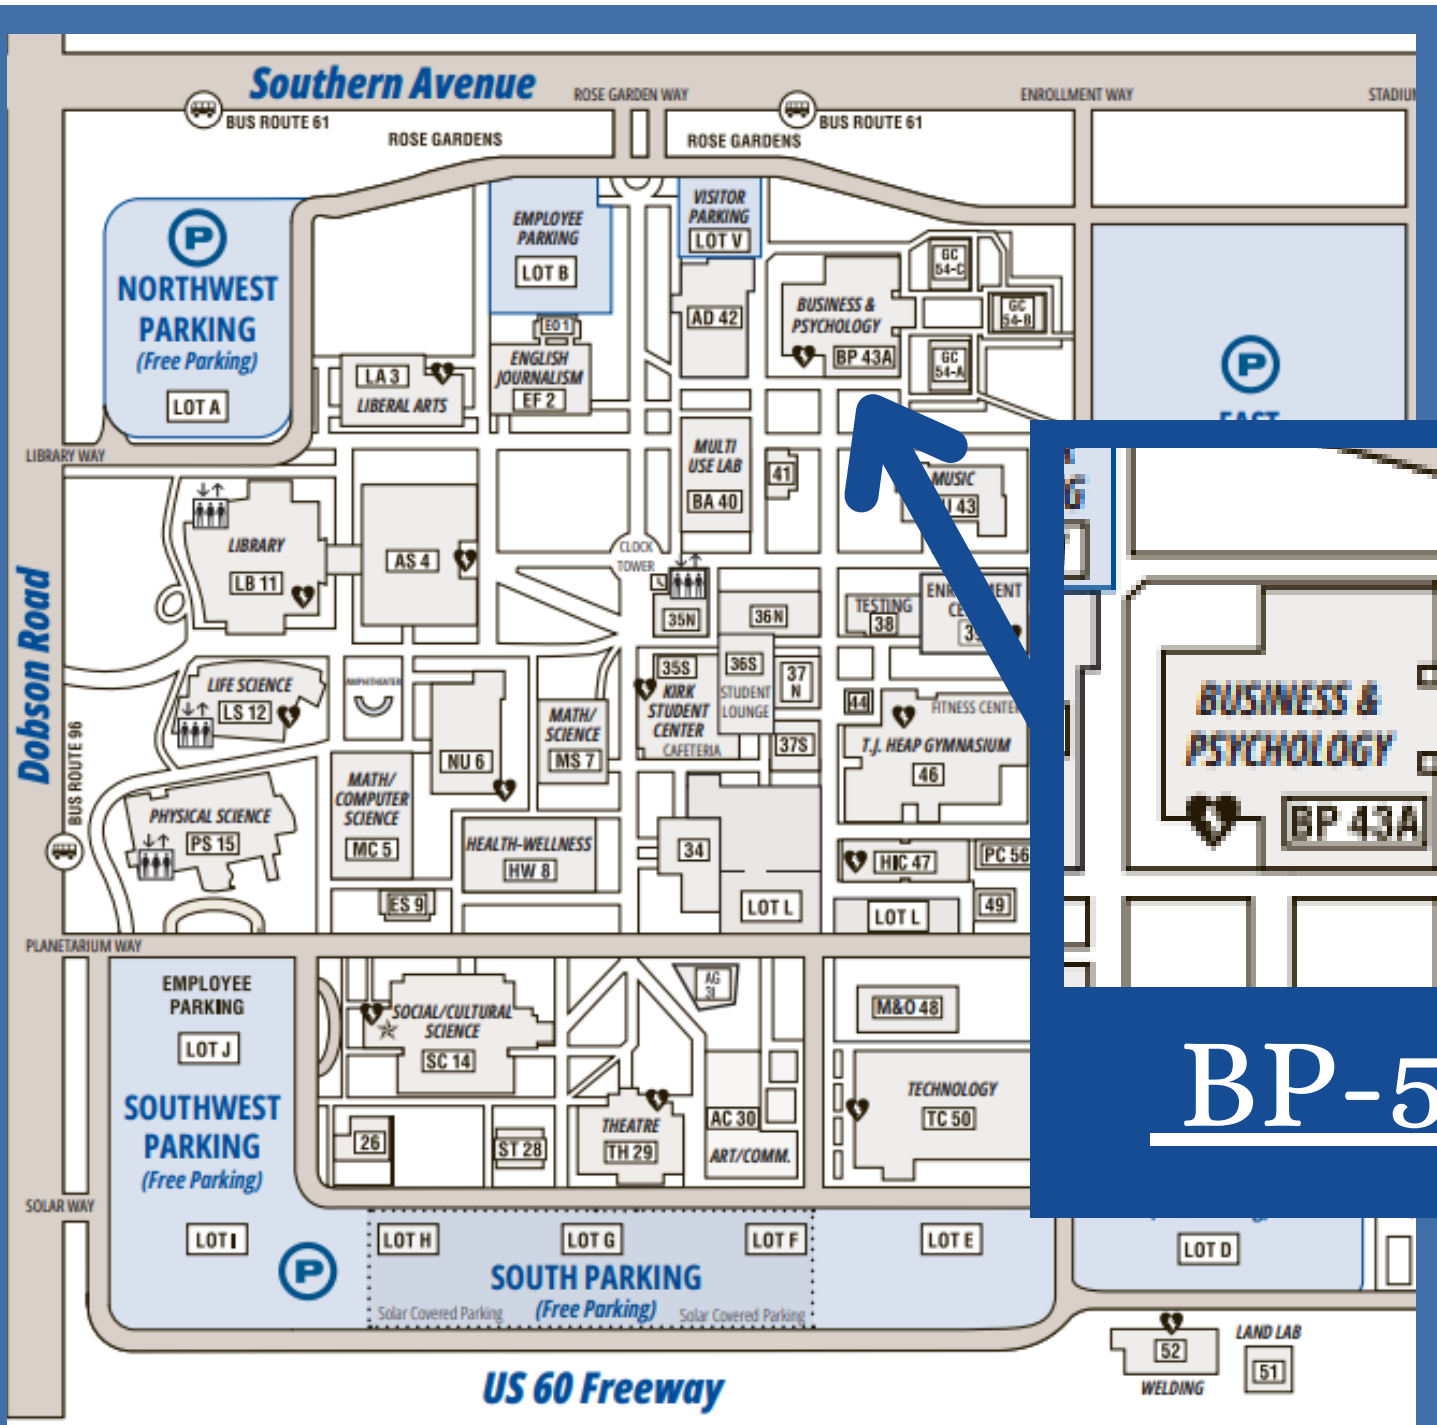 Southern Avenue
ROSE GARDEN WAY
ENROLLMENT WAY
BUS ROUTE 61
BUS ROUTE 61
ROSE GARDENS
ROSE GARDENS
P
NORTHWEST
PARKING
(Free Parking)
LOT A
EMPLOYEE
PARKING
LOT B
VISITOR
PARKING
LOT V
EO 1
ENGLISH
JOURNALISM
EF 2
LA 3
LIBERAL ARTS
AD 42
BUSINESS &
PSYCHOLOGY
BP 43A
GC
54-C
GC
54-B
GC
54-A
P
EAST
LIBRARY WAY
MULTI
USE LAB
BA 40
41
MUSIC
43
LIBRARY
LB 11
AS 4
CLOCK
TOWER
35N
36N
TESTING
38
Dobson Road
BUS ROUTE 96
LIFE SCIENCE
LS 12
AMPHITHEATER
NU 6
MATH/
SCIENCE
MS 7
35S
KIRK
STUDENT
CENTER
CAFETERIA
36S
STUDENT
LOUNGE
37
N
37S
44
FITNESS CENTER
T.J. HEAP GYMNASIUM
46
PHYSICAL SCIENCE
PS 15
MATH/
COMPUTER
SCIENCE
MC 5
HEALTH-WELLNESS
HW 8
ES 9
34
LOT L
HIC 47
PC 56
LOT L
49
BUSINESS &
PSYCHOLOGY
BP 43A
BP-5
PLANETARIUM WAY
EMPLOYEE
PARKING
LOT J
SOUTHWEST
PARKING
(Free Parking)
SOCIAL/CULTURAL
SCIENCE
SC 14
AG
31
M&O 48
TECHNOLOGY
TC 50
26
ST 28
THEATRE
TH 29
AC 30
ART/COMM.
SOLAR WAY
LOT I
P
LOT H
LOT G
LOT F
LOT E
LOT D
SOUTH PARKING
(Free Parking)
Solar Covered Parking
Solar Covered Parking
US 60 Freeway
52
WELDING
LAND LAB
51